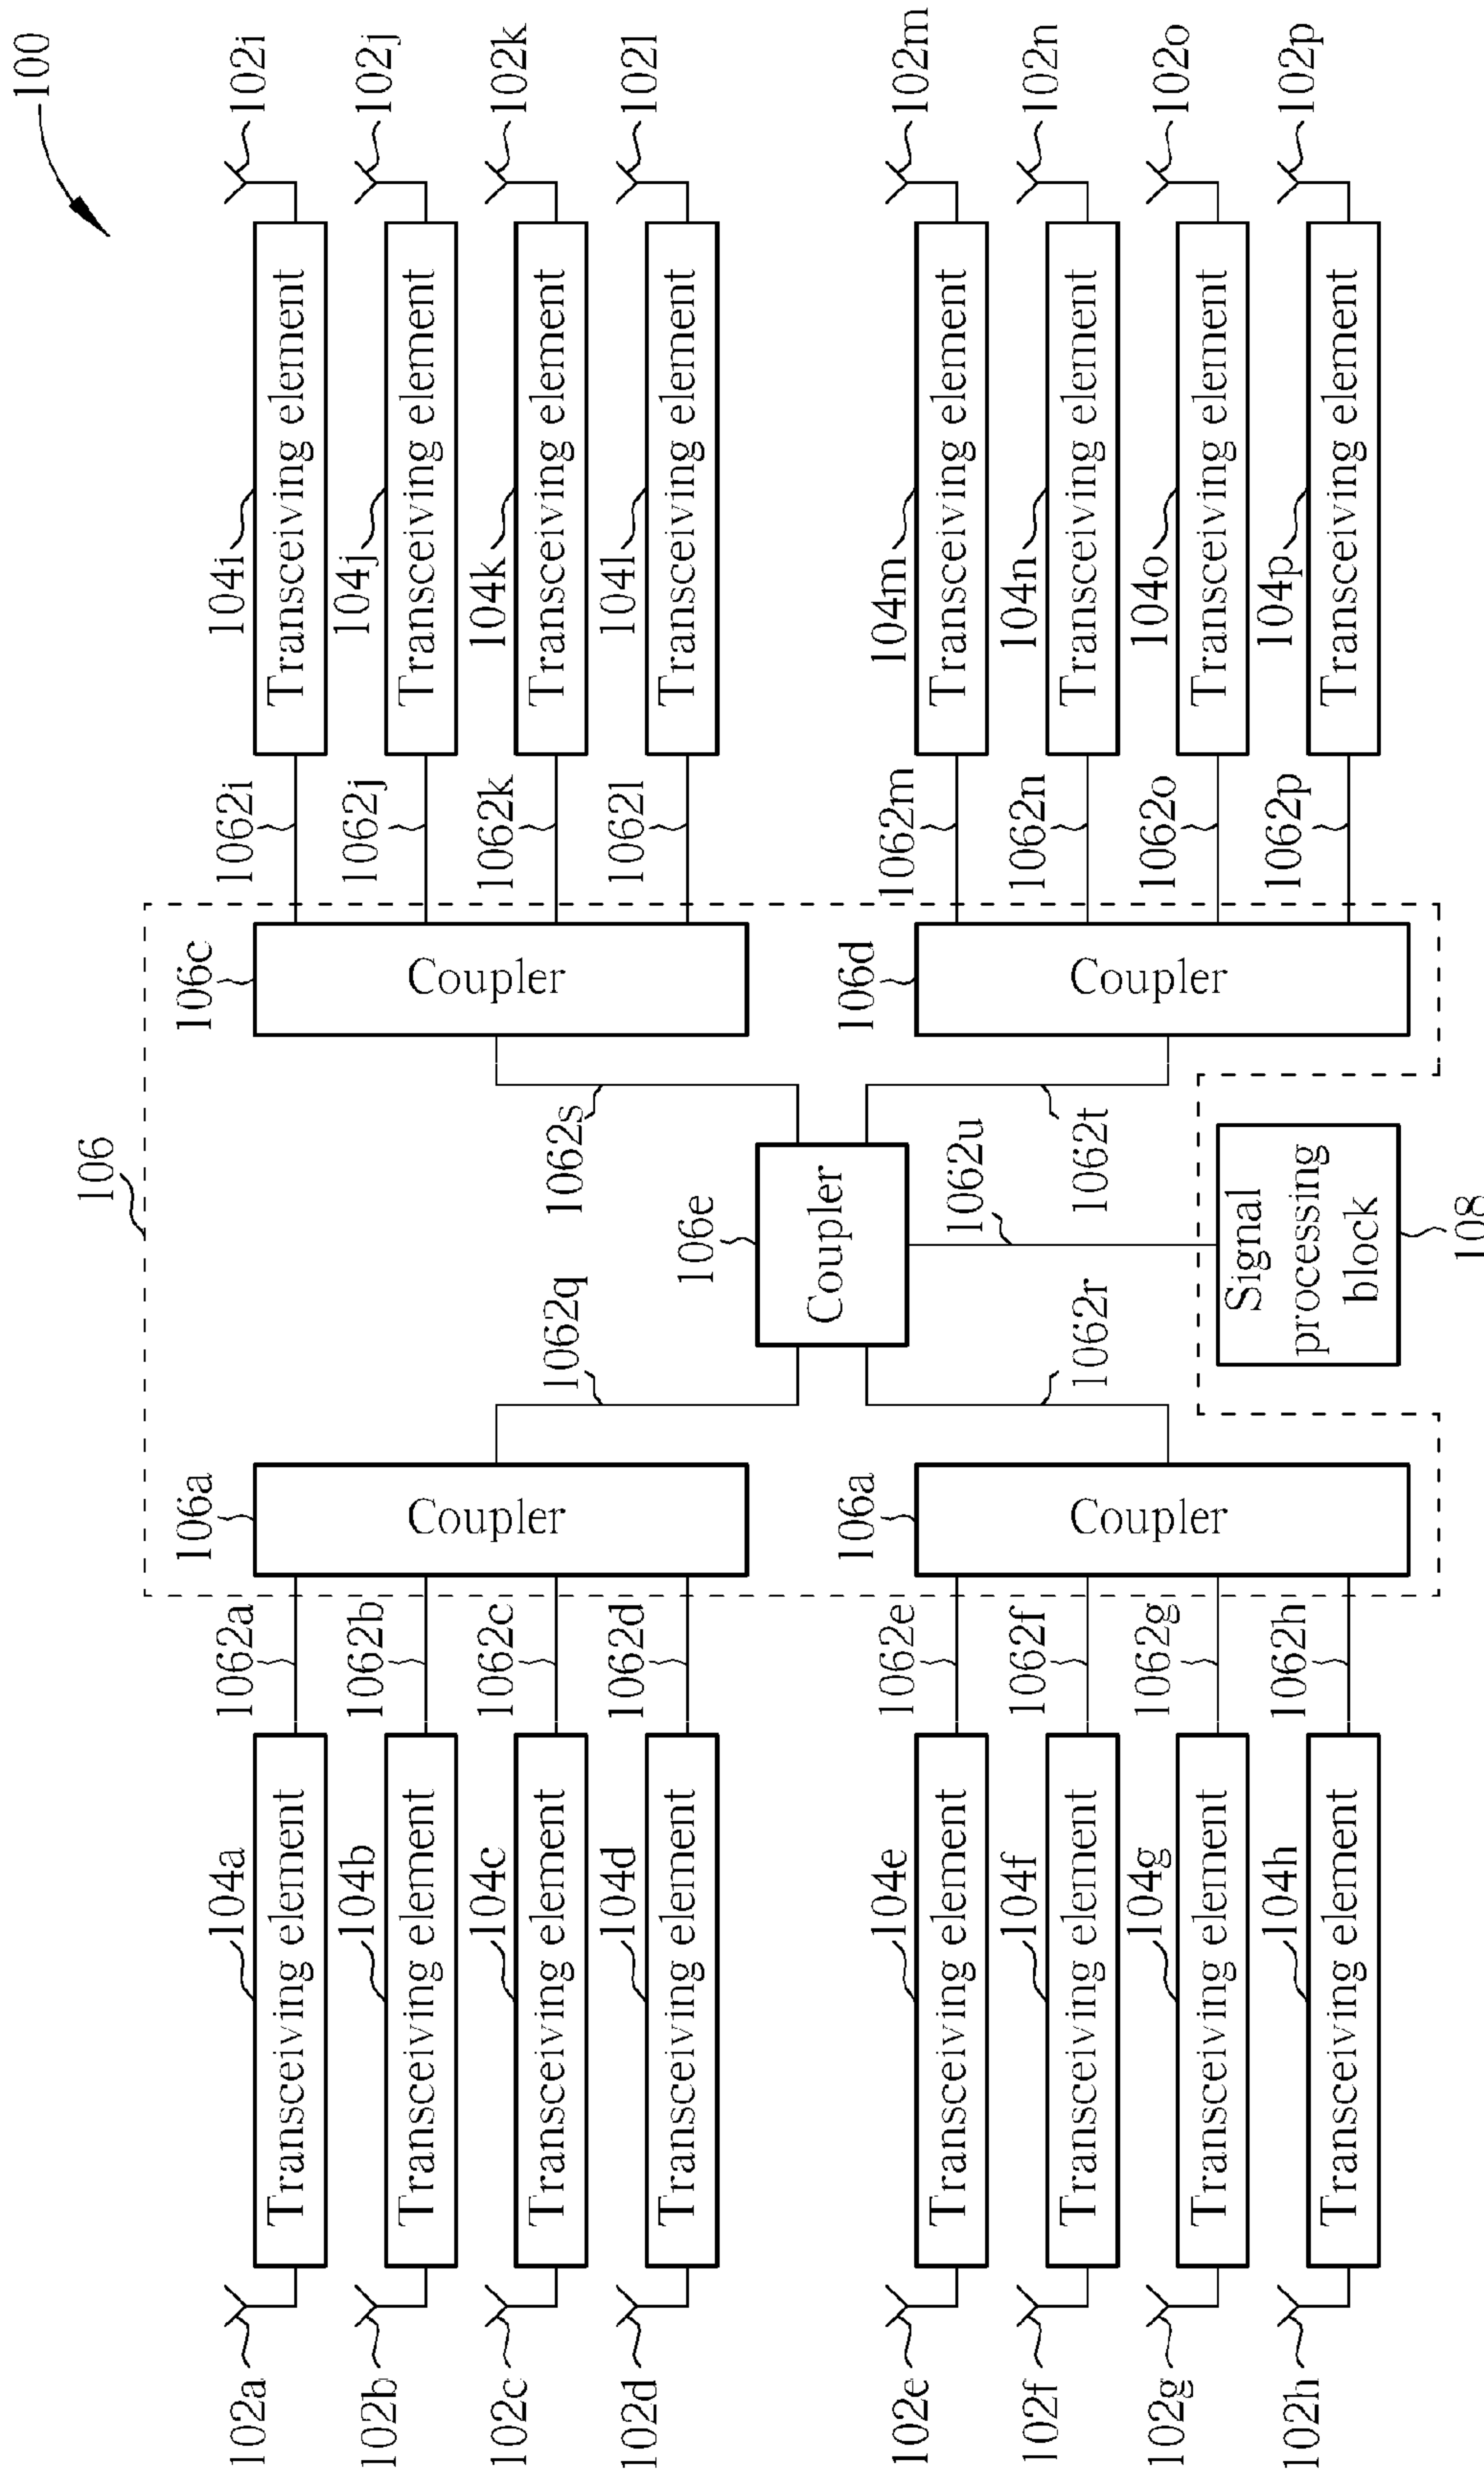 100
106
102a
104a
Transceiving element
1062a
106a
Coupler
106c
Coupler
1062i
104i
Transceiving element
102i
102b
104b
Transceiving element
1062b
1062j
104j
Transceiving element
102j
102c
104c
Transceiving element
1062c
1062k
104k
Transceiving element
102k
102d
104d
Transceiving element
1062d
1062l
104l
Transceiving element
102l
1062q
1062s
106e
Coupler
1062u
1062r
1062t
102e
104e
Transceiving element
1062e
106a
Coupler
106d
Coupler
1062m
104m
Transceiving element
102m
102f
104f
Transceiving element
1062f
1062n
104n
Transceiving element
102n
102g
104g
Transceiving element
1062g
1062o
104o
Transceiving element
102o
102h
104h
Transceiving element
1062h
1062p
104p
Transceiving element
102p
Signal
processing
block
108